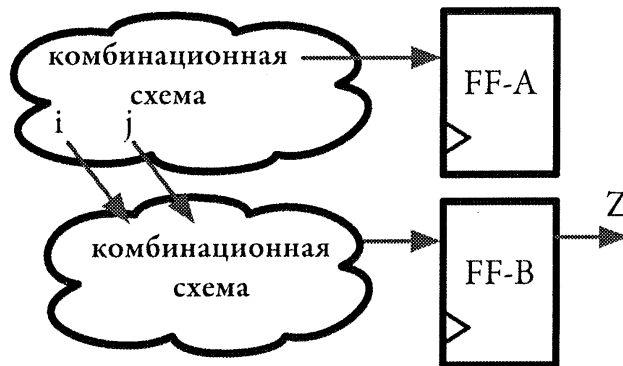 комбинационная
схема
FF-A
i
j
Z
комбинационная
схема
FF-B